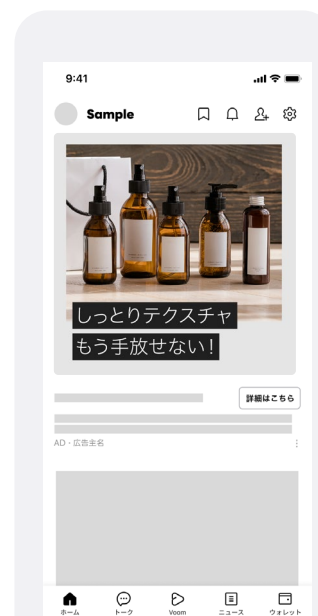 9:41
Sample
しっとりテクスチャ
もう手放せない！
詳細はこちら
AD・広告主名
ホーム
トーク
Voom
ニュース
ウォレット